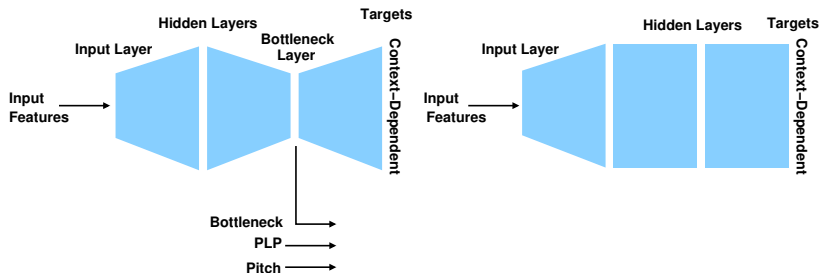 Targets
Hidden Layers
Bottleneck
Layer
Input Layer
Context–Dependent
Input
Features
Bottleneck
PLP
Pitch
Targets
Hidden Layers
Input Layer
Context–Dependent
Input
Features